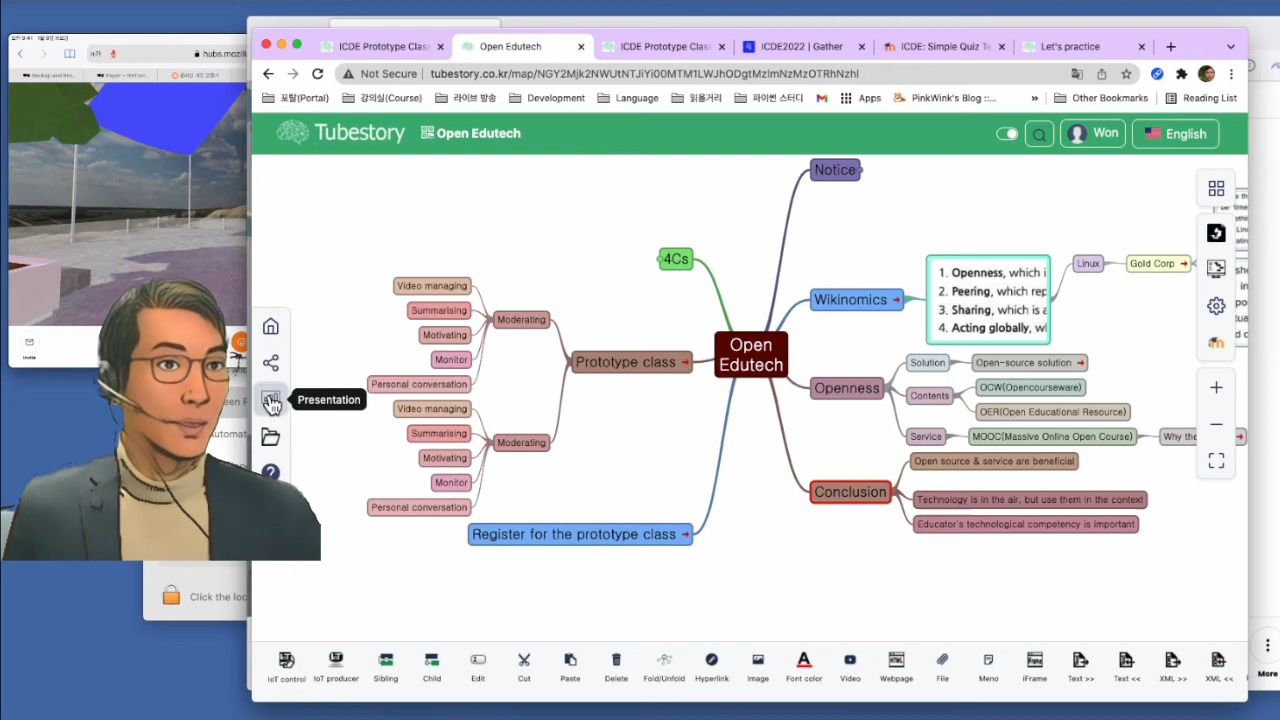 hubs.mozil
Backup and Res...
Invite
ICDE Prototype Clas
Open Edutech
ICDE Prototype Clas
ICDE2022 | Gather
ICDE: Simple Quiz Te
Let's practice
Not Secure
포탈(Portal)
강의실(Course)
라이브 방송
Development
Language
읽을거리
파이썬 스터디
Apps
PinkWink's Blog ::...
»
Other Bookmarks
Reading List
Tubestory
Open Edutech
Won
English
Notice
4Cs
Wikinomics
1. Openness, which i
2. Peering, which rep
3. Sharing, which is a
4. Acting globally, w
Linux
Gold Corp
Video managing
Summarising
Motivating
Monitor
Personal conversation
Moderating
Prototype class
Open
Edutech
Video managing
Summarising
Motivating
Monitor
Personal conversation
Moderating
Register for the prototype class
Openness
Solution
Open-source solution
Contents
OCW(Opencourseware)
OER(Open Educational Resource)
Service
MOOC(Massive Online Open Course)
Why the
Conclusion
Open source & service are beneficial
Technology is in the air, but use them in the context
Educator's technological competency is important
Presentation
Automat
Click the loc
IoT control
IoT producer
Sibling
Child
Edit
Cut
Paste
Delete
Fold/Unfold
Hyperlink
Image
Font color
Video
Webpage
File
Meno
iFrame
Text >>
Text <<
XML >>
XML <<
More